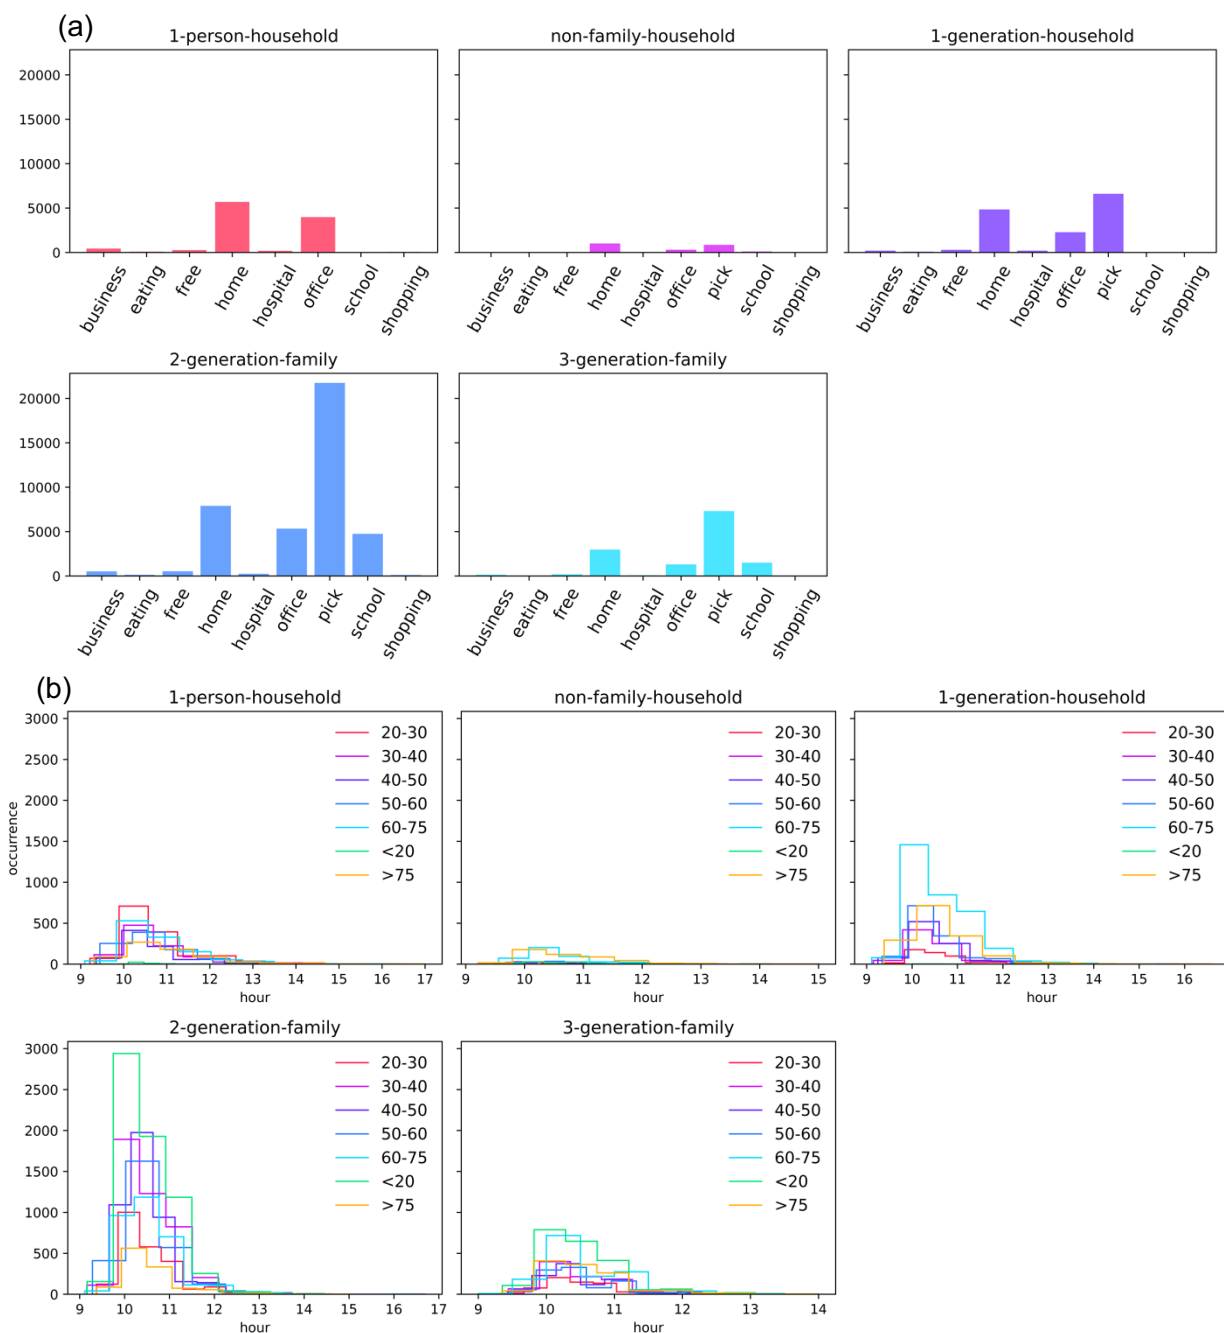 (a)
1-person-household
non-family-household
1-generation-household
20000
15000
10000
5000
0
business
eating
free
home
hospital
office
school
shopping
business
eating
free
home
hospital
office
pick
school
shopping
business
eating
free
home
hospital
office
pick
school
shopping
2-generation-family
3-generation-family
20000
15000
10000
5000
0
business
eating
free
home
hospital
office
pick
school
shopping
business
eating
free
home
hospital
office
pick
school
shopping
(b)
1-person-household
non-family-household
1-generation-household
occurrence
3000
2500
2000
1500
1000
500
0
20-30
30-40
40-50
50-60
60-75
<20
>75
9 10 11 12 13 14 15 16 17
hour
20-30
30-40
40-50
50-60
60-75
<20
>75
9 10 11 12 13 14 15
hour
20-30
30-40
40-50
50-60
60-75
<20
>75
9 10 11 12 13 14 15 16
hour
2-generation-family
3-generation-family
3000
2500
2000
1500
1000
500
0
20-30
30-40
40-50
50-60
60-75
<20
>75
9 10 11 12 13 14 15 16 17
hour
20-30
30-40
40-50
50-60
60-75
<20
>75
9 10 11 12 13 14
hour